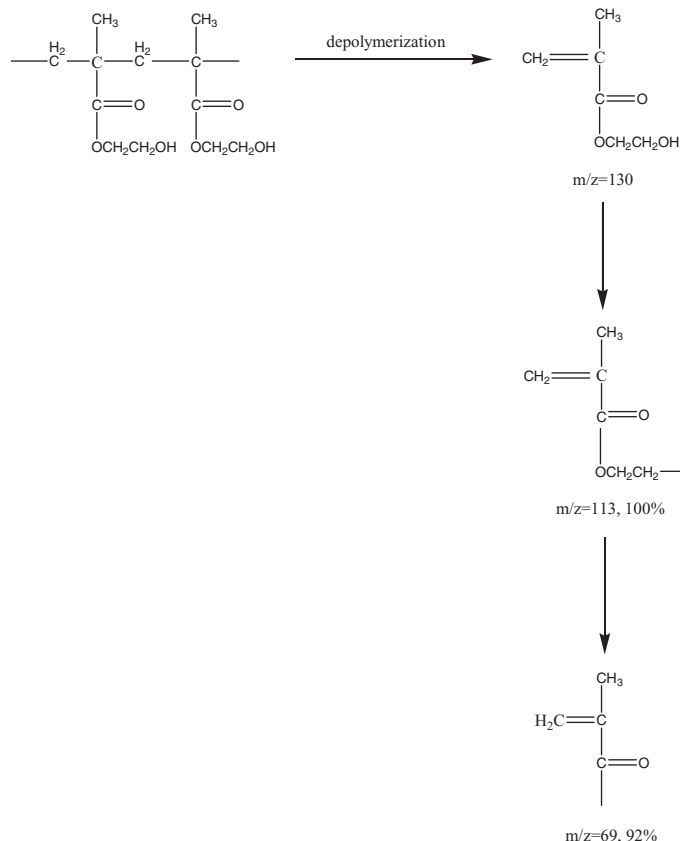 CH₃ CH₃ CH₃
H₂ H₂ depolymerization
C C C C CH₂ C
C O C O C O
OCH₂CH₂OH OCH₂CH₂OH OCH₂CH₂OH
m/z=130
CH₃
CH₂ C
C O
OCH₂CH₂
m/z=113, 100%
CH₃
H₂C C
C O
m/z=69, 92%